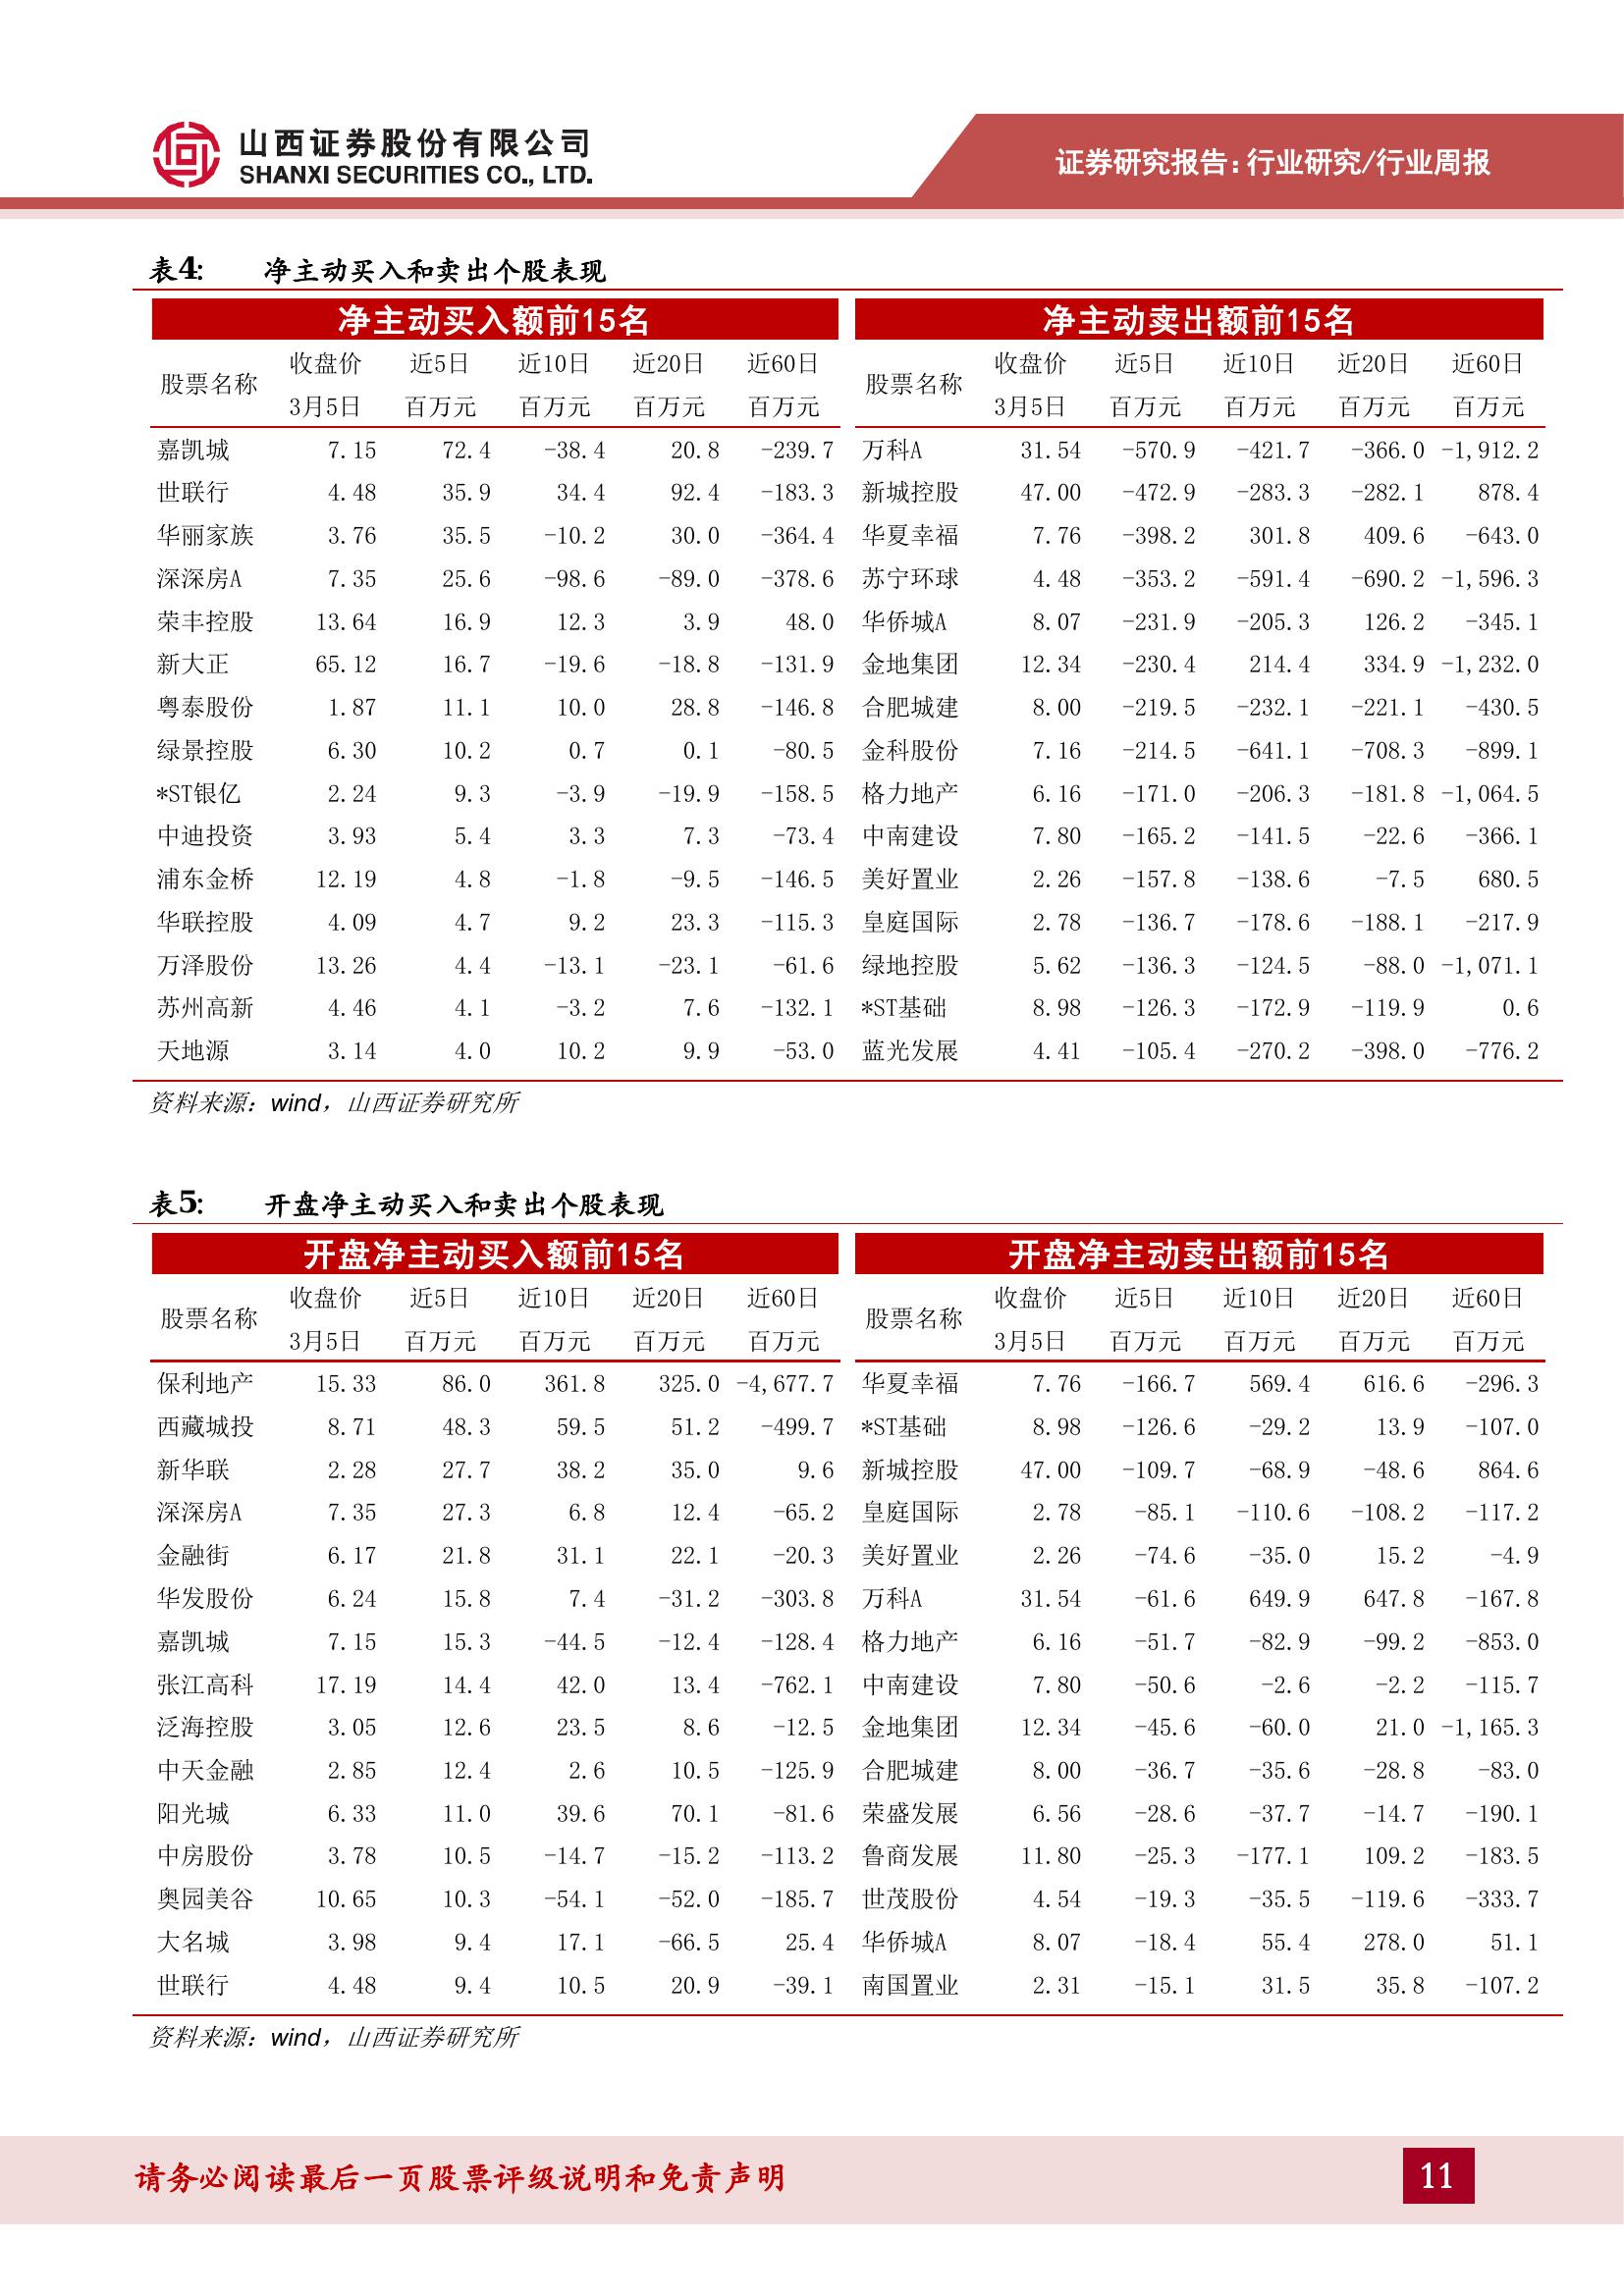 山西证券股份有限公司
SHANXI SECURITIES CO., LTD.
证券研究报告:行业研究/行业周报
表4: 净主动买入和卖出个股表现
净主动买入额前15名 净主动卖出额前15名
股票名称 收盘价 近5日 近10日 近20日 近60日 股票名称 收盘价 近5日 近10日 近20日 近60日
3月5日 百万元 百万元 百万元 百万元 3月5日 百万元 百万元 百万元 百万元
嘉凯城 7.15 72.4 -38.4 20.8 -239.7 万科A 31.54 -570.9 -421.7 -366.0 -1,912.2
世联行 4.48 35.9 34.4 92.4 -183.3 新城控股 47.00 -472.9 -283.3 -282.1 878.4
华丽家族 3.76 35.5 -10.2 30.0 -364.4 华夏幸福 7.76 -398.2 301.8 409.6 -643.0
深深房A 7.35 25.6 -98.6 -89.0 -378.6 苏宁环球 4.48 -353.2 -591.4 -690.2 -1,596.3
荣丰控股 13.64 16.9 12.3 3.9 48.0 华侨城A 8.07 -231.9 -205.3 126.2 -345.1
新大正 65.12 16.7 -19.6 -18.8 -131.9 金地集团 12.34 -230.4 214.4 334.9 -1,232.0
粤泰股份 1.87 11.1 10.0 28.8 -146.8 合肥城建 8.00 -219.5 -232.1 -221.1 -430.5
绿景控股 6.30 10.2 0.7 0.1 -80.5 金科股份 7.16 -214.5 -641.1 -708.3 -899.1
*ST银亿 2.24 9.3 -3.9 -19.9 -158.5 格力地产 6.16 -171.0 -206.3 -181.8 -1,064.5
中迪投资 3.93 5.4 3.3 7.3 -73.4 中南建设 7.80 -165.2 -141.5 -22.6 -366.1
浦东金桥 12.19 4.8 -1.8 -9.5 -146.5 美好置业 2.26 -157.8 -138.6 -7.5 680.5
华联控股 4.09 4.7 9.2 23.3 -115.3 皇庭国际 2.78 -136.7 -178.6 -188.1 -217.9
万泽股份 13.26 4.4 -13.1 -23.1 -61.6 绿地控股 5.62 -136.3 -124.5 -88.0 -1,071.1
苏州高新 4.46 4.1 -3.2 7.6 -132.1 *ST基础 8.98 -126.3 -172.9 -119.9 0.6
天地源 3.14 4.0 10.2 9.9 -53.0 蓝光发展 4.41 -105.4 -270.2 -398.0 -776.2
资料来源：wind，山西证券研究所
表5: 开盘净主动买入和卖出个股表现
开盘净主动买入额前15名 开盘净主动卖出额前15名
股票名称 收盘价 近5日 近10日 近20日 近60日 股票名称 收盘价 近5日 近10日 近20日 近60日
3月5日 百万元 百万元 百万元 百万元 3月5日 百万元 百万元 百万元 百万元
保利地产 15.33 86.0 361.8 325.0 -4,677.7 华夏幸福 7.76 -166.7 569.4 616.6 -296.3
西藏城投 8.71 48.3 59.5 51.2 -499.7 *ST基础 8.98 -126.6 -29.2 13.9 -107.0
新华联 2.28 27.7 38.2 35.0 9.6 新城控股 47.00 -109.7 -68.9 -48.6 864.6
深深房A 7.35 27.3 6.8 12.4 -65.2 皇庭国际 2.78 -85.1 -110.6 -108.2 -117.2
金融街 6.17 21.8 31.1 22.1 -20.3 美好置业 2.26 -74.6 -35.0 15.2 -4.9
华发股份 6.24 15.8 7.4 -31.2 -303.8 万科A 31.54 -61.6 649.9 647.8 -167.8
嘉凯城 7.15 15.3 -44.5 -12.4 -128.4 格力地产 6.16 -51.7 -82.9 -99.2 -853.0
张江高科 17.19 14.4 42.0 13.4 -762.1 中南建设 7.80 -50.6 -2.6 -2.2 -115.7
泛海控股 3.05 12.6 23.5 8.6 -12.5 金地集团 12.34 -45.6 -60.0 21.0 -1,165.3
中天金融 2.85 12.4 2.6 10.5 -125.9 合肥城建 8.00 -36.7 -35.6 -28.8 -83.0
阳光城 6.33 11.0 39.6 70.1 -81.6 荣盛发展 6.56 -28.6 -37.7 -14.7 -190.1
中房股份 3.78 10.5 -14.7 -15.2 -113.2 鲁商发展 11.80 -25.3 -177.1 109.2 -183.5
奥园美谷 10.65 10.3 -54.1 -52.0 -185.7 世茂股份 4.54 -19.3 -35.5 -119.6 -333.7
大名城 3.98 9.4 17.1 -66.5 25.4 华侨城A 8.07 -18.4 55.4 278.0 51.1
世联行 4.48 9.4 10.5 20.9 -39.1 南国置业 2.31 -15.1 31.5 35.8 -107.2
资料来源：wind，山西证券研究所
请务必阅读最后一页股票评级说明和免责声明 11